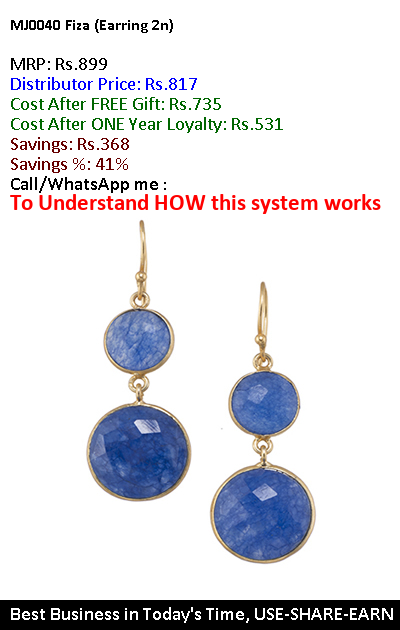 MJ0040 Fiza (Earring 2n)
MRP: Rs.899
Distributor Price: Rs.817
Cost After FREE Gift: Rs.735
Cost After ONE Year Loyalty: Rs.531
Savings: Rs.368
Savings %: 41%
Call/WhatsApp me :
To Understand HOW this system works
Best Business in Today's Time, USE-SHARE-EARN